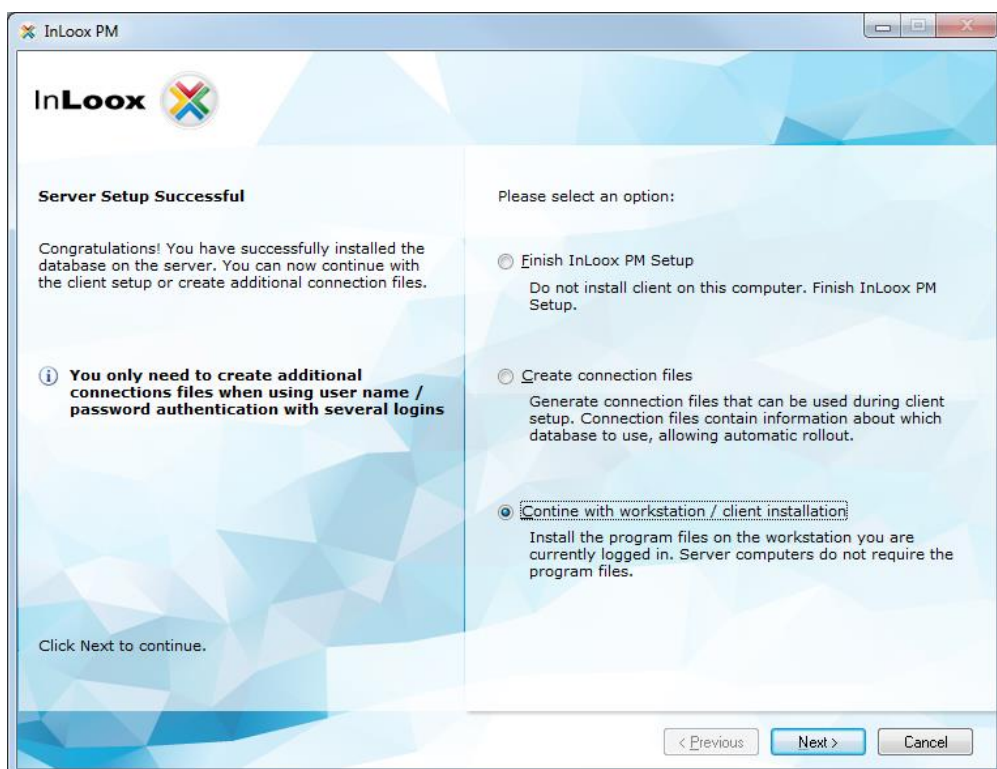 InLoox PM
InLoox
Server Setup Successful
Congratulations! You have successfully installed the
database on the server. You can now continue with
the client setup or create additional connection files.
You only need to create additional
connections files when using user name /
password authentication with several logins
Click Next to continue.
Please select an option:
Finish InLoox PM Setup
Do not install client on this computer. Finish InLoox PM
Setup.
Create connection files
Generate connection files that can be used during client
setup. Connection files contain information about which
database to use, allowing automatic rollout.
Contine with workstation / client installation
Install the program files on the workstation you are
currently logged in. Server computers do not require the
program files.
< Previous
Next >
Cancel